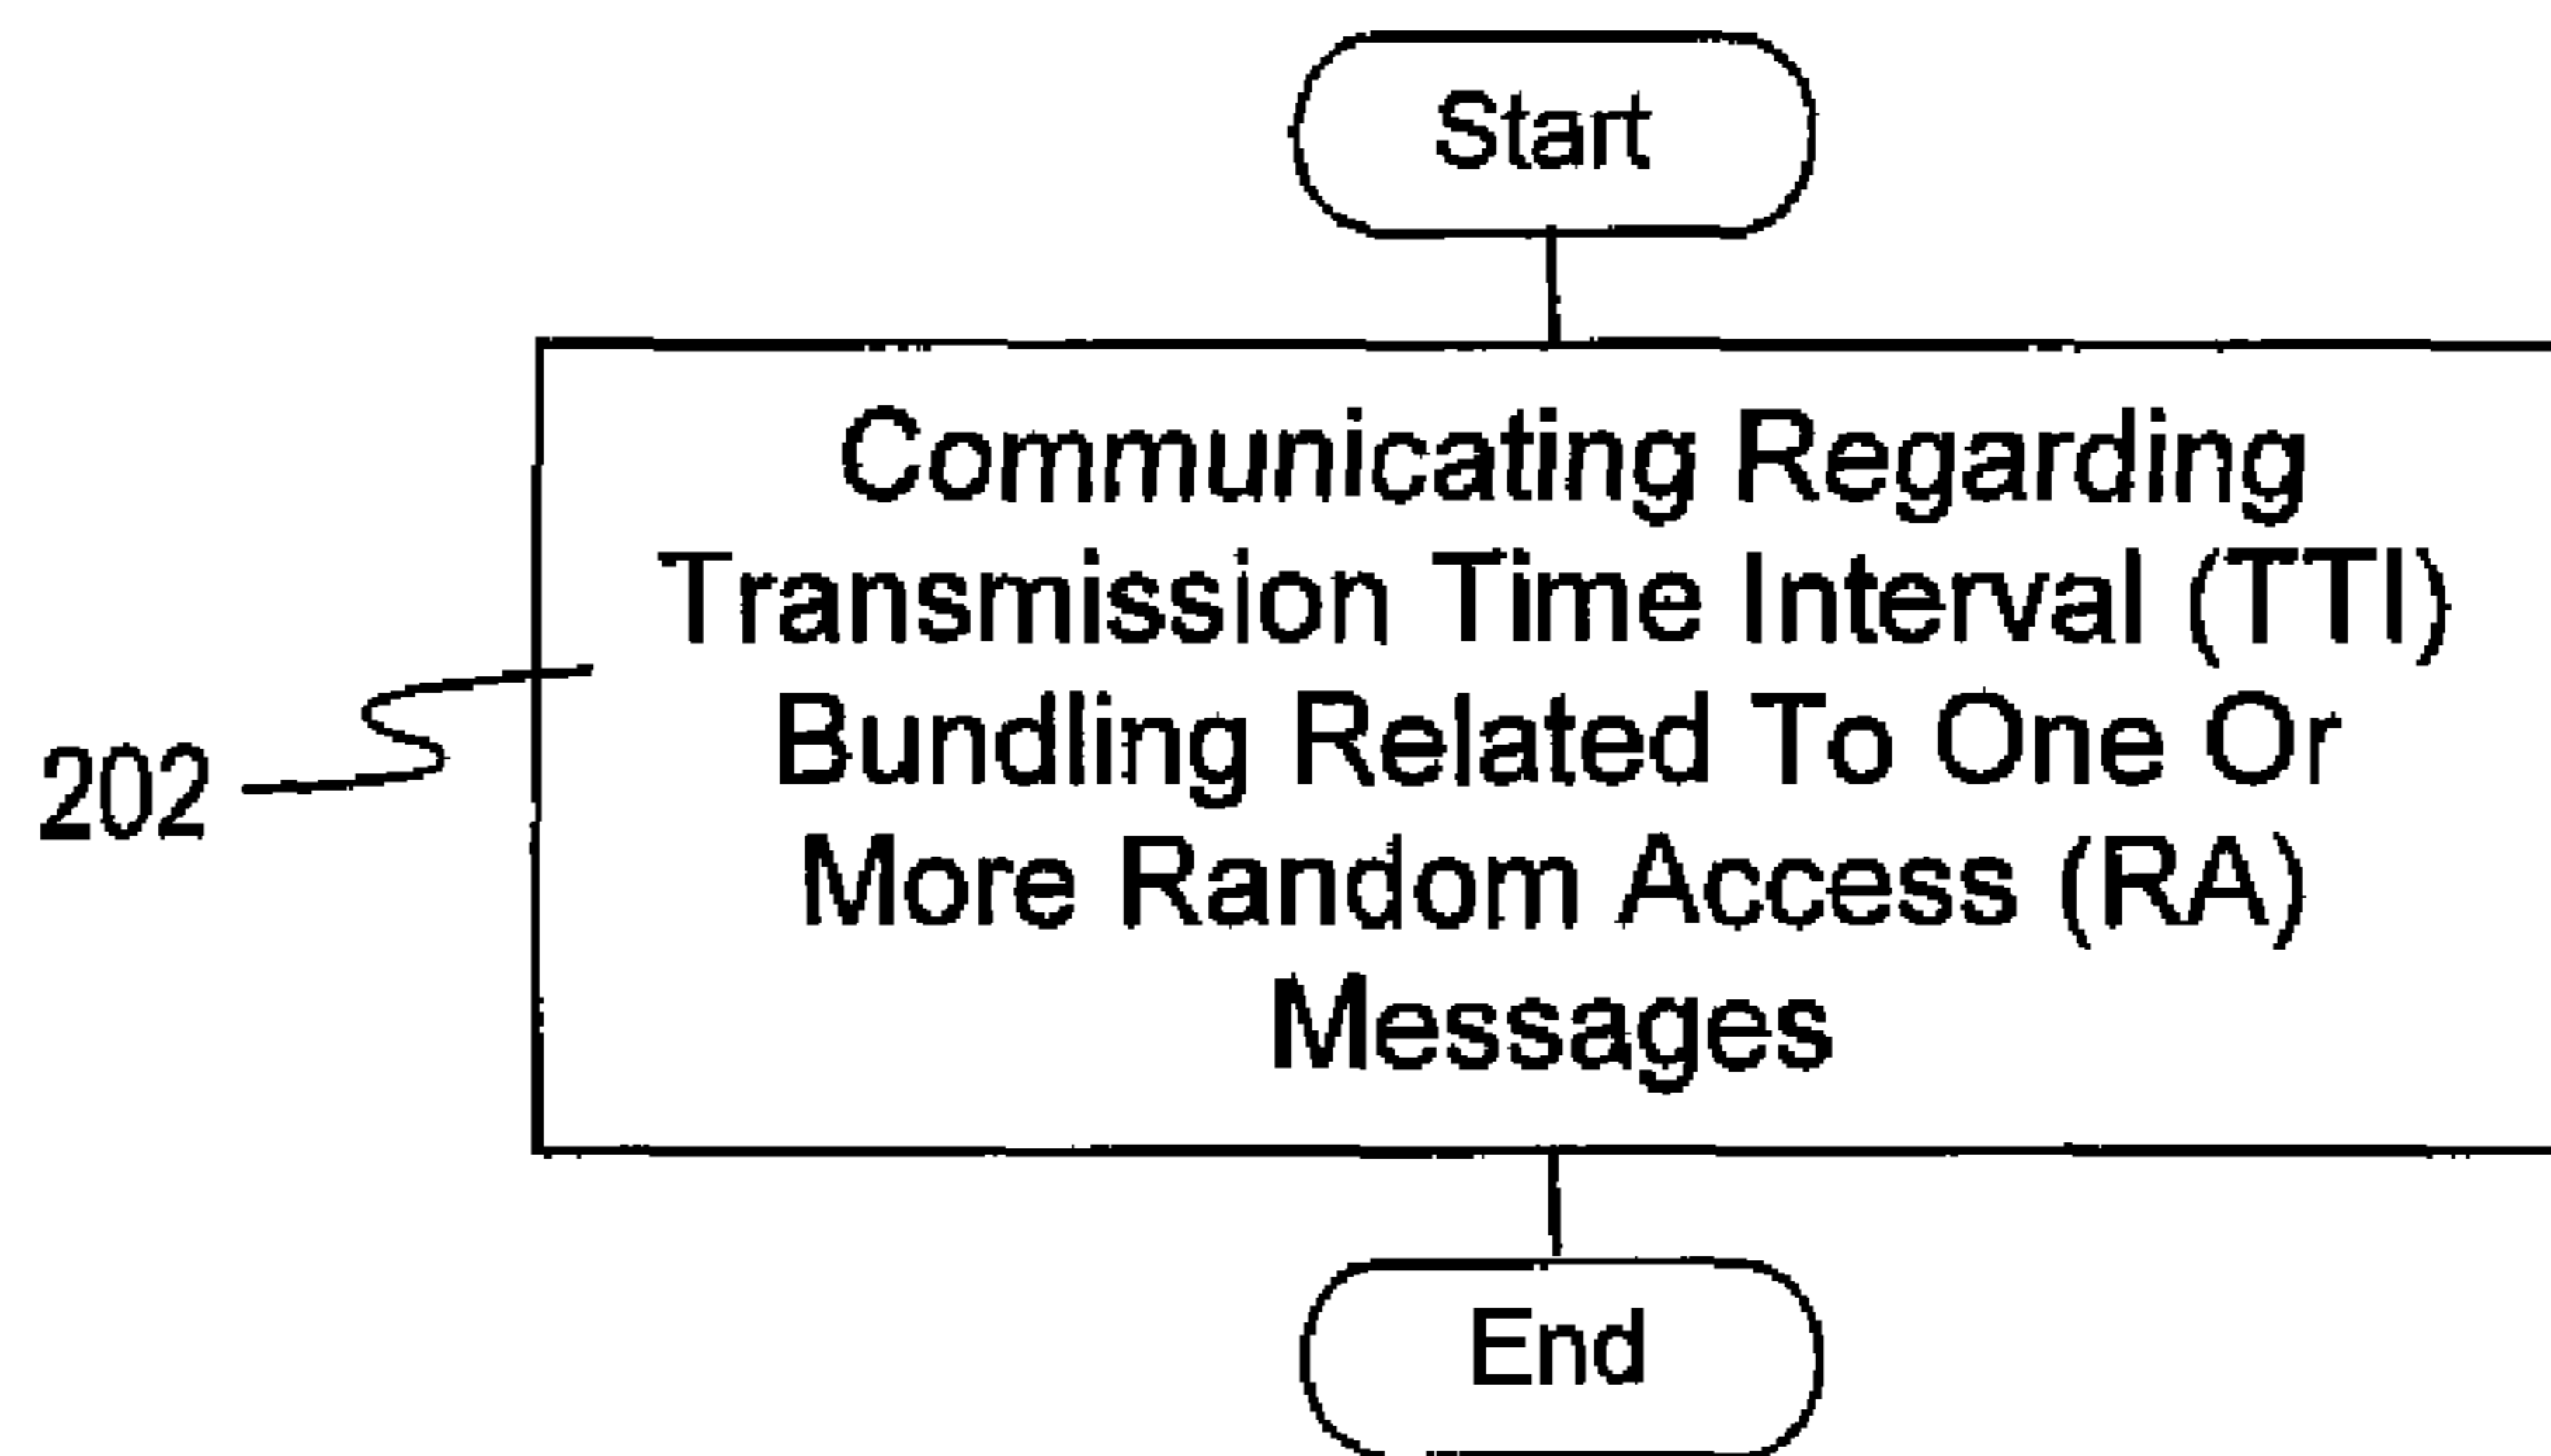 Start
Communicating Regarding
Transmission Time Interval (TTI)
Bundling Related To One Or
More Random Access (RA)
Messages
202
End